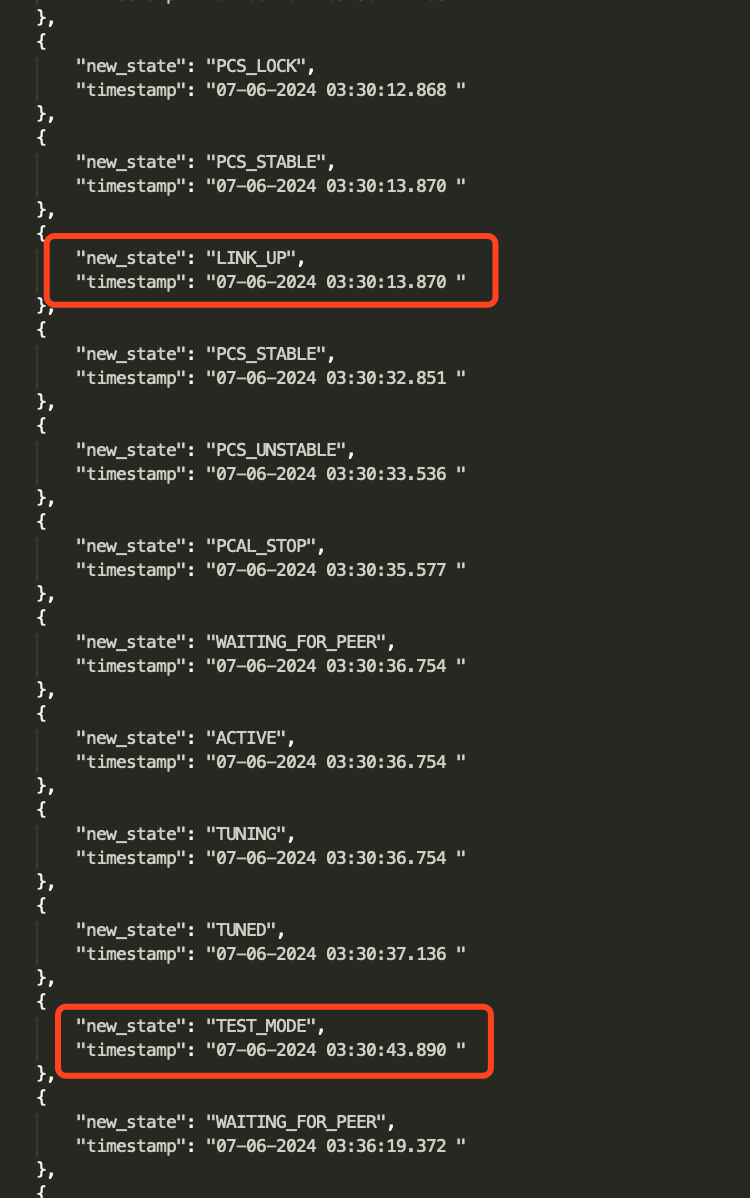 },
{
"new_state": "PCS_LOCK",
"timestamp": "07-06-2024 03:30:12.868 "
},
{
"new_state": "PCS_STABLE",
"timestamp": "07-06-2024 03:30:13.870 "
},
{
"new_state": "LINK_UP",
"timestamp": "07-06-2024 03:30:13.870 "
},
{
"new_state": "PCS_STABLE",
"timestamp": "07-06-2024 03:30:32.851 "
},
{
"new_state": "PCS_UNSTABLE",
"timestamp": "07-06-2024 03:30:33.536 "
},
{
"new_state": "PCAL_STOP",
"timestamp": "07-06-2024 03:30:35.577 "
},
{
"new_state": "WAITING_FOR_PEER",
"timestamp": "07-06-2024 03:30:36.754 "
},
{
"new_state": "ACTIVE",
"timestamp": "07-06-2024 03:30:36.754 "
},
{
"new_state": "TUNING",
"timestamp": "07-06-2024 03:30:36.754 "
},
{
"new_state": "TUNED",
"timestamp": "07-06-2024 03:30:37.136 "
},
{
"new_state": "TEST_MODE",
"timestamp": "07-06-2024 03:30:43.890 "
},
{
"new_state": "WAITING_FOR_PEER",
"timestamp": "07-06-2024 03:36:19.372 "
},
{